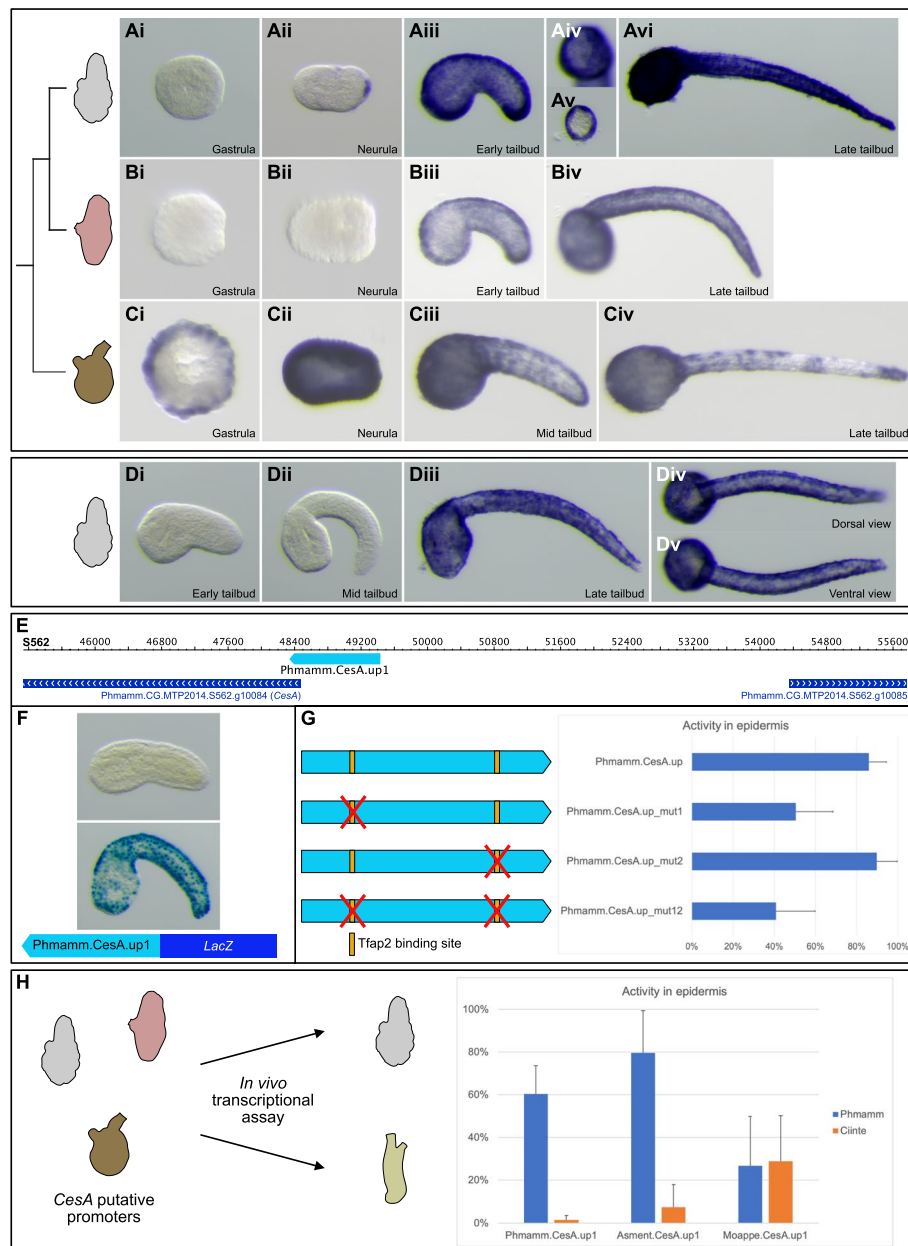 Ai
Aii
Aiii
Aiv
Av
Avi
Gastrula
Neurula
Early tailbud
Late tailbud
Bi
Bii
Biii
Biv
Gastrula
Neurula
Early tailbud
Late tailbud
Ci
Cii
Ciii
Civ
Gastrula
Neurula
Mid tailbud
Late tailbud
Di
Dii
Diii
Div
Dv
Early tailbud
Mid tailbud
Late tailbud
Dorsal view
Ventral view
E
S562 46000 46800 47600 48400 49200 50000 50800 51600 52400 53200 54000 54800 55600
Phmamm.CesA.up1
Phmamm.CG.MTP2014.S562.g10084 (CesA)
Phmamm.CG.MTP2014.S562.g10085
F
Phmamm.CesA.up1
LacZ
G
Tfap2 binding site
Activity in epidermis
Phmamm.CesA.up
Phmamm.CesA.up_mut1
Phmamm.CesA.up_mut2
Phmamm.CesA.up_mut12
0% 20% 40% 60% 80% 100%
H
CesA putative
promoters
In vivo
transcriptional
assay
Activity in epidermis
100%
80%
60%
40%
20%
0%
Phmamm.CesA.up1
Asment.CesA.up1
Moappe.CesA.up1
Phmamm
Ciinte